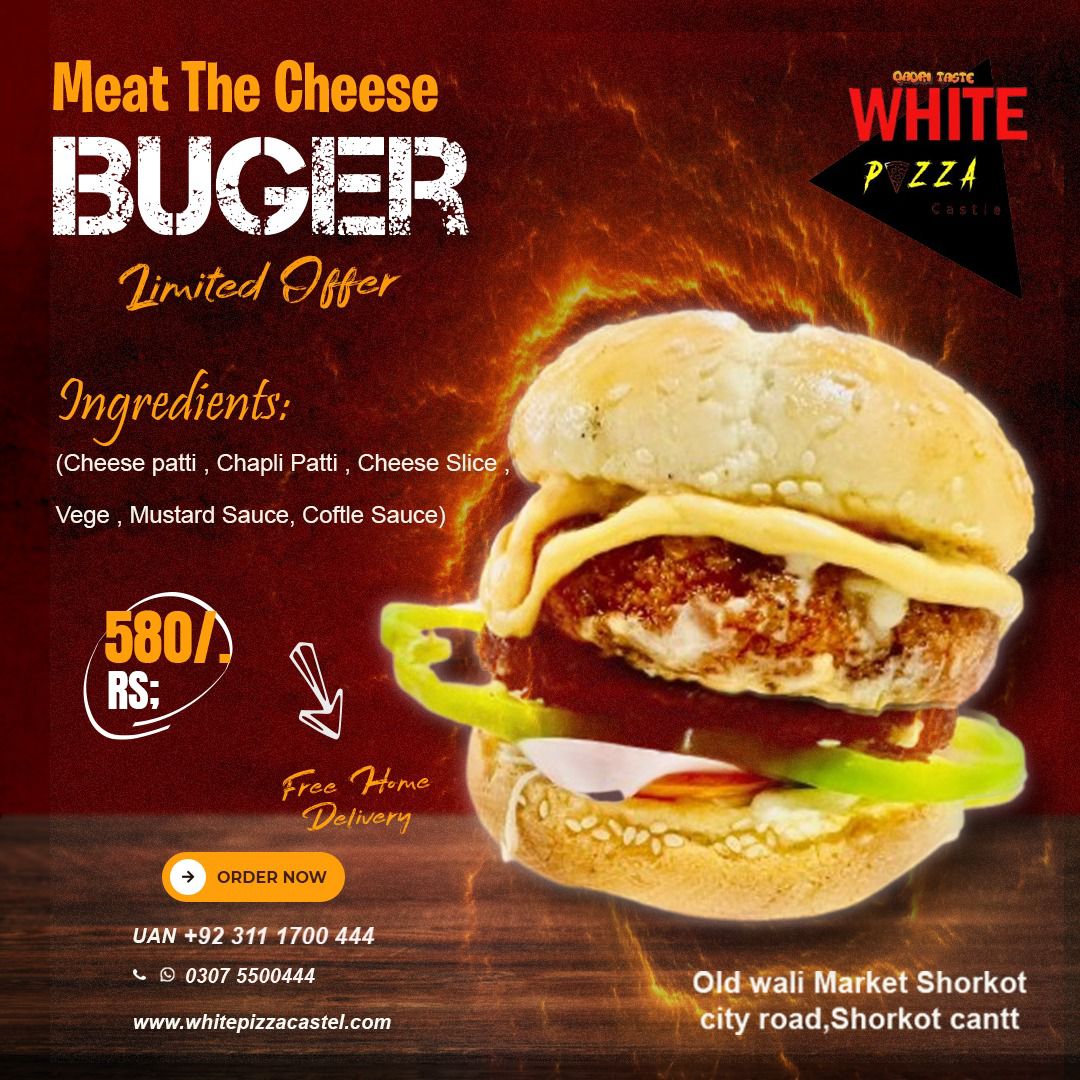 Meat The Cheese
BUGER
Limited Offer
QADRI TASTE
WHITE
PIZZA
Castle
Ingredients:
(Cheese patti , Chapli Patti , Cheese Slice ,
Vege , Mustard Sauce, Coftle Sauce)
580/.
RS;
Free Home
Delivery
ORDER NOW
UAN +92 311 1700 444
0307 5500444
www.whitepizzacastel.com
Old wali Market Shorkot
city road,Shorkot cantt